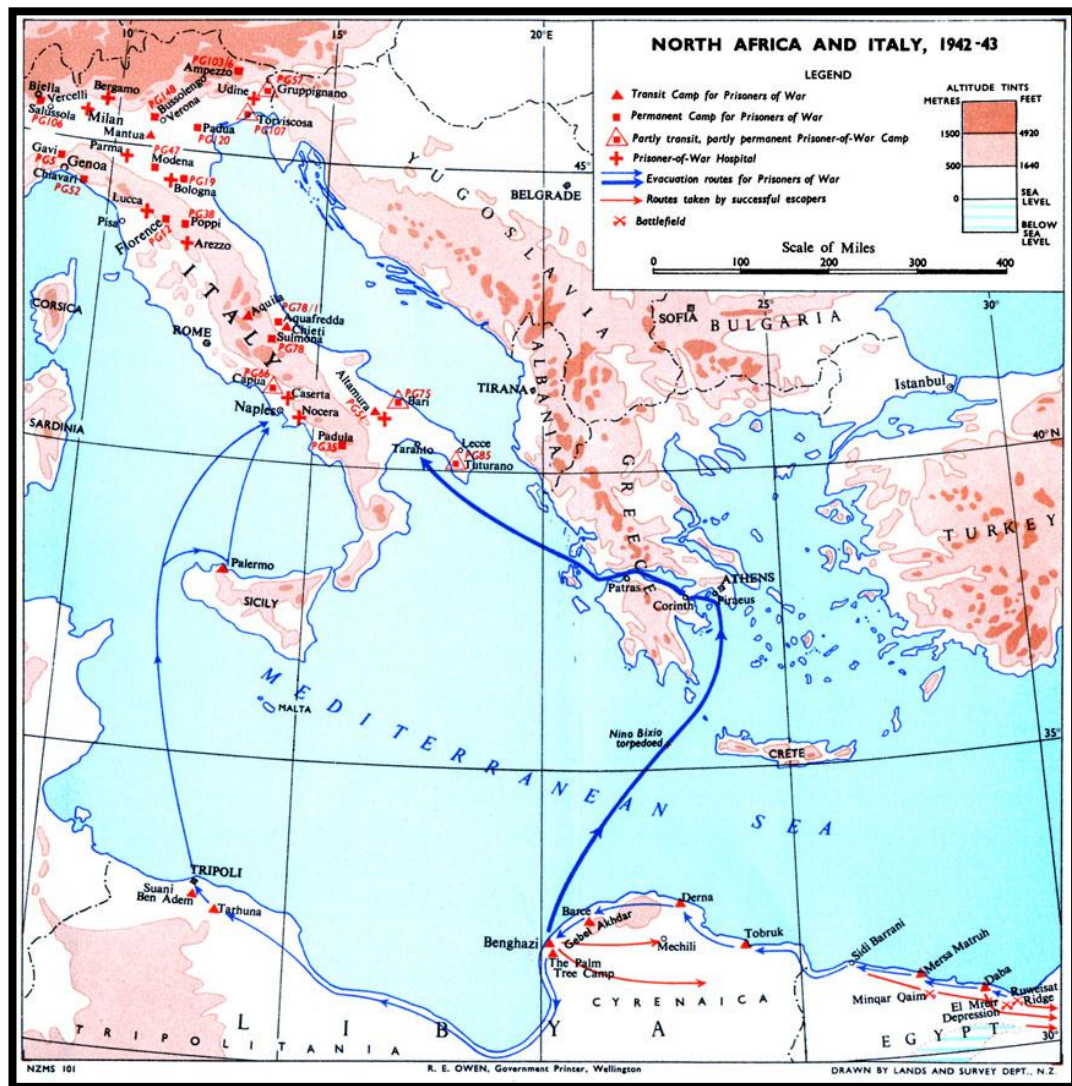 10°
15°
20°E
NORTH AFRICA AND ITALY, 1942-43
LEGEND
Transit Camp for Prisoners of War
Permanent Camp for Prisoners of War
Partly transit, partly permanent Prisoner-of-War Camp
Prisoner-of-War Hospital
Evacuation routes for Prisoners of War
Routes taken by successful escapers
Battlefield
ALTITUDE TINTS
METRES
FEET
1500
4920
500
1640
0
SEA LEVEL
BELOW SEA LEVEL
Scale of Miles
0 100 200 300 400
PG103/6
Ampezzo
PG57
Gruppignano
Udine
Torviscosa
PG107
Biella
Vercelli
Salussola
PG106
Bergamo
Milan
PG148
Bussolengo
Verona
Mantua
Padua
PG120
Gavi
PG5
Genoa
Chiavari
PG52
Parma
PG47
Modena
PG19
Bologna
Lucca
Pisa
Florence
PG12
PG38
Poppi
Arezzo
45°
YUGOSLAVIA
BELGRADE
ITALY
CORSICA
ROME
Aquila
PG78/1
Aquafredda
Chieti
Sulmona
PG78
25°
30°
SOFIA
BULGARIA
ALBANIA
TIRANA
Istanbul
PG66
Capua
Caserta
Naples
Nocera
Altamura
PG51
PG75
Bari
SARDINIA
Padula
PG35
Taranto
Lecce
PG85
Tuturano
40°N
GREECE
TURKEY
Palermo
SICILY
Patras
Corinth
ATHENS
Piraeus
MALTA
MEDITERRANEAN SEA
Nino Bixio
torpedoed
CRETE
35°
TRIPOLI
Suani
Ben Adem
Tarhuna
Derna
Barce
Gebel Akhdar
Benghazi
Mechili
Tobruk
The Palm
Tree Camp
Sidi Barrani
Mersa Matruh
Daba
Minqar Qaim
Ruweisat
Ridge
El Mreir
Depression
CYRENAICA
LIBYA
TRIPOLITANIA
EGYPT
30°
NZMS 101
R. E. OWEN, Government Printer, Wellington
DRAWN BY LANDS AND SURVEY DEPT., N.Z.